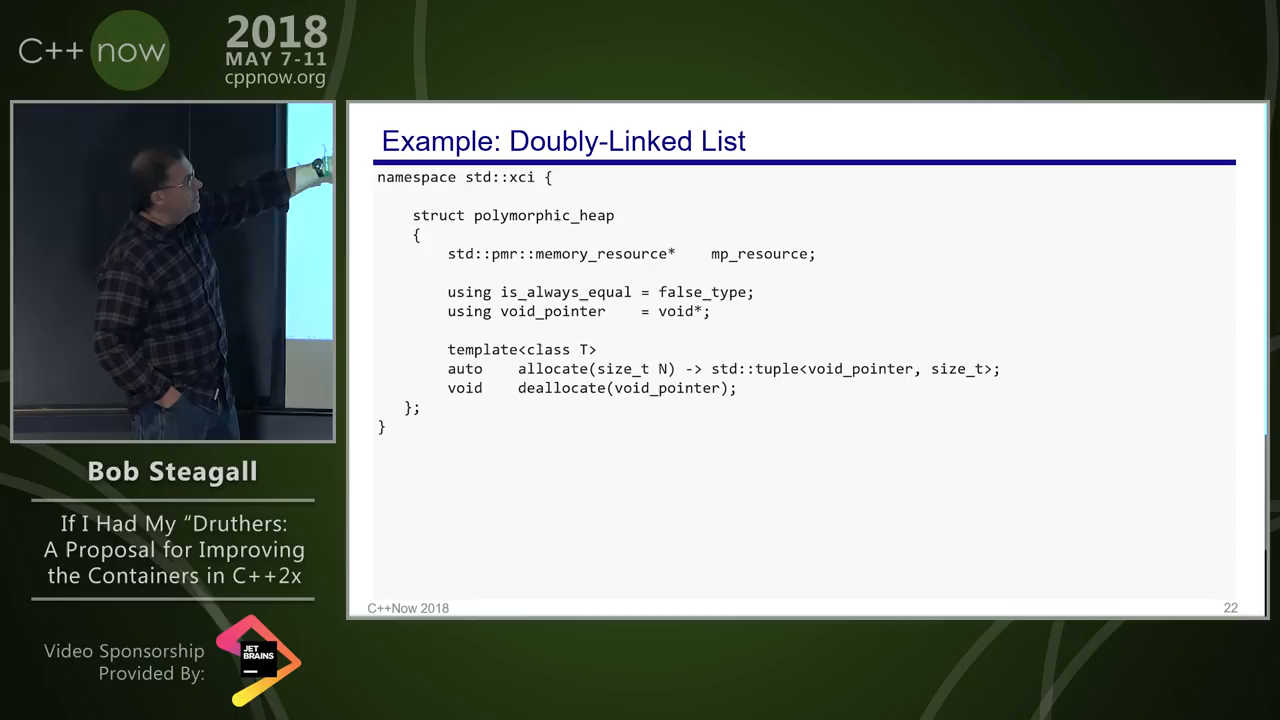 C++ now
2018
MAY 7-11
cppnow.org
Example: Doubly-Linked List
namespace std::xci {
struct polymorphic_heap
{
std::pmr::memory_resource* mp_resource;
using is_always_equal = false_type;
using void_pointer = void*;
template<class T>
auto allocate(size_t N) -> std::tuple<void_pointer, size_t>;
void deallocate(void_pointer);
};
}
C++Now 2018
22
Bob Steagall
If I Had My “Druthers:
A Proposal for Improving
the Containers in C++2x
Video Sponsorship
Provided By:
JET
BRAINS